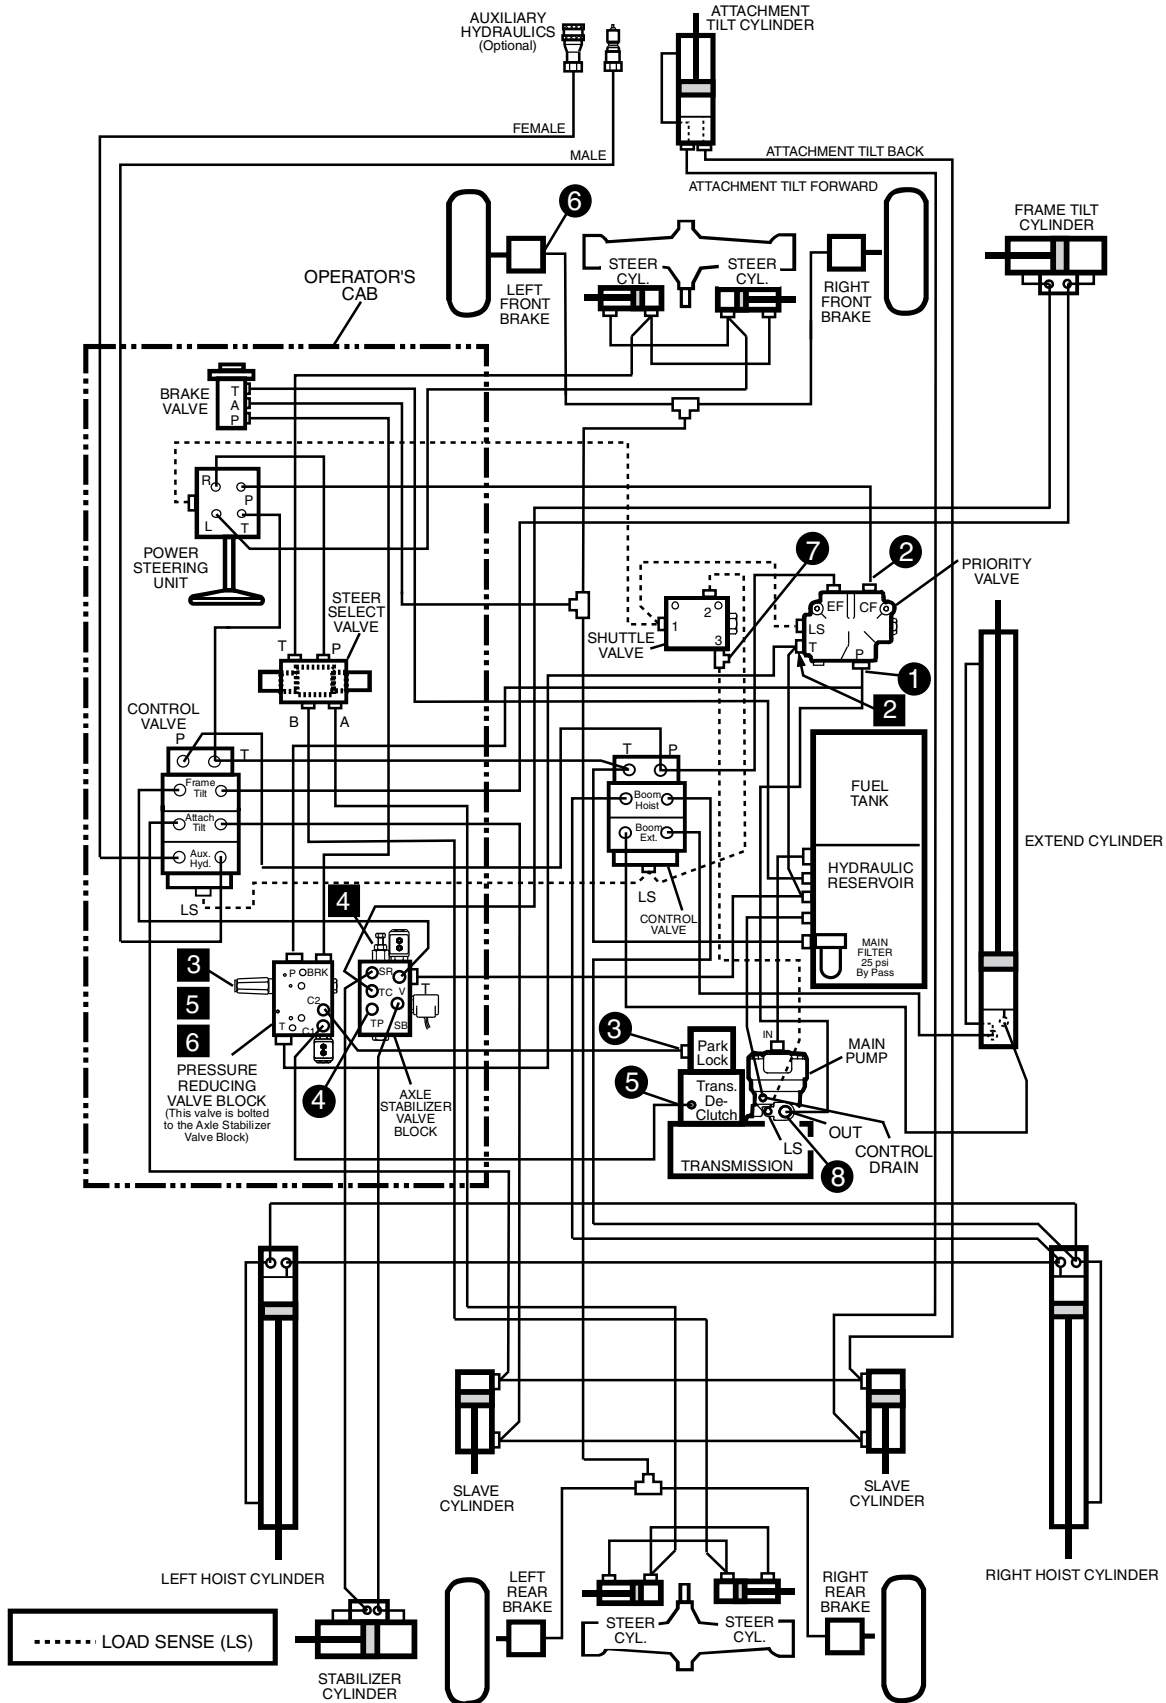 AUXILIARY
HYDRAULICS
(Optional)
ATTACHMENT
TILT CYLINDER
FEMALE
MALE
ATTACHMENT TILT BACK
ATTACHMENT TILT FORWARD
6
FRAME TILT
CYLINDER
OPERATOR'S
CAB
LEFT
FRONT
BRAKE
STEER
CYL.
STEER
CYL.
RIGHT
FRONT
BRAKE
BRAKE
VALVE
T
A
P
R
P
L
T
POWER
STEERING
UNIT
STEER
SELECT
VALVE
T
P
B
A
7
2
PRIORITY
VALVE
EF
CF
LS
T
P
1
2
3
SHUTTLE
VALVE
1
2
CONTROL
VALVE
P
T
Frame
Tilt
Attach
Tilt
Aux.
Hyd.
LS
T
P
Boom
Hoist
Boom
Ext.
LS
CONTROL
VALVE
FUEL
TANK
HYDRAULIC
RESERVOIR
MAIN
FILTER
25 psi
By Pass
EXTEND CYLINDER
4
3
5
6
P
BRK
C2
T
C1
SR
TC
V
TP
SB
T
PRESSURE
REDUCING
VALVE BLOCK
(This valve is bolted
to the Axle Stabilizer
Valve Block)
4
AXLE
STABILIZER
VALVE
BLOCK
3
Park
Lock
5
Trans.
De-
Clutch
IN
MAIN
PUMP
OUT
LS
CONTROL
DRAIN
8
TRANSMISSION
SLAVE
CYLINDER
SLAVE
CYLINDER
LEFT HOIST CYLINDER
RIGHT HOIST CYLINDER
LEFT
REAR
BRAKE
STEER
CYL.
STEER
CYL.
RIGHT
REAR
BRAKE
LOAD SENSE (LS)
STABILIZER
CYLINDER